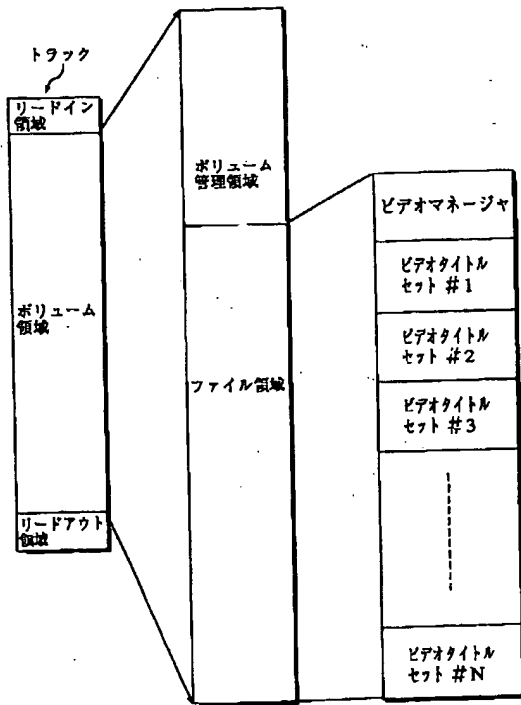 トラック
リードイン
領域
ボリューム
領域
リードアウト
領域
ボリューム
管理領域
ファイル領域
ビデオマネージャ
ビデオタイトル
セット #1
ビデオタイトル
セット #2
ビデオタイトル
セット #3
ビデオタイトル
セット #N